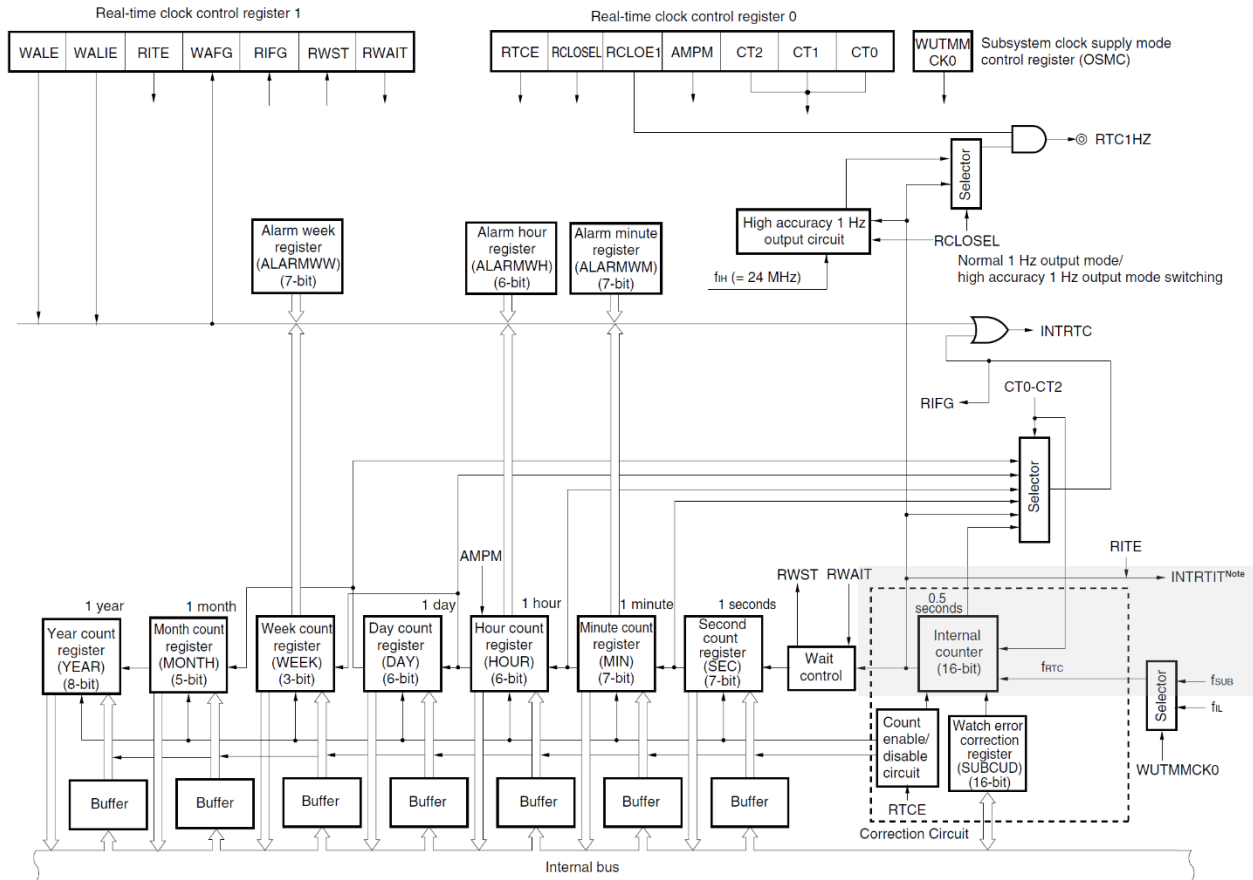 Real-time clock control register 1
Real-time clock control register 0
WALE WALIE RITE WAFG RIFG RWST RWAIT
RTCE RCLOSEL RCLOE1 AMPM CT2 CT1 CT0
WUTMM
CK0
Subsystem clock supply mode
control register (OSMC)
RTC1HZ
Selector
Alarm week
register
(ALARMWW)
(7-bit)
Alarm hour
register
(ALARMWH)
(6-bit)
Alarm minute
register
(ALARMWM)
(7-bit)
High accuracy 1 Hz
output circuit
RCLOSEL
Normal 1 Hz output mode/
high accuracy 1 Hz output mode switching
fIH (= 24 MHz)
INTRTC
CT0-CT2
RIFG
Selector
RITE
AMPM
RWST RWAIT
INTRTIT Note
1 year
1 month
1 day
1 hour
1 minute
1 seconds
0.5
seconds
Year count
register
(YEAR)
(8-bit)
Month count
register
(MONTH)
(5-bit)
Week count
register
(WEEK)
(3-bit)
Day count
register
(DAY)
(6-bit)
Hour count
register
(HOUR)
(6-bit)
Minute count
register
(MIN)
(7-bit)
Second
count
register
(SEC)
(7-bit)
Wait
control
Internal
counter
(16-bit)
fRTC
Selector
fSUB
fIL
Count
enable/
disable
circuit
Watch error
correction
register
(SUBCUD)
(16-bit)
WUTMMCK0
Buffer Buffer Buffer Buffer Buffer Buffer Buffer
RTCE
Correction Circuit
Internal bus